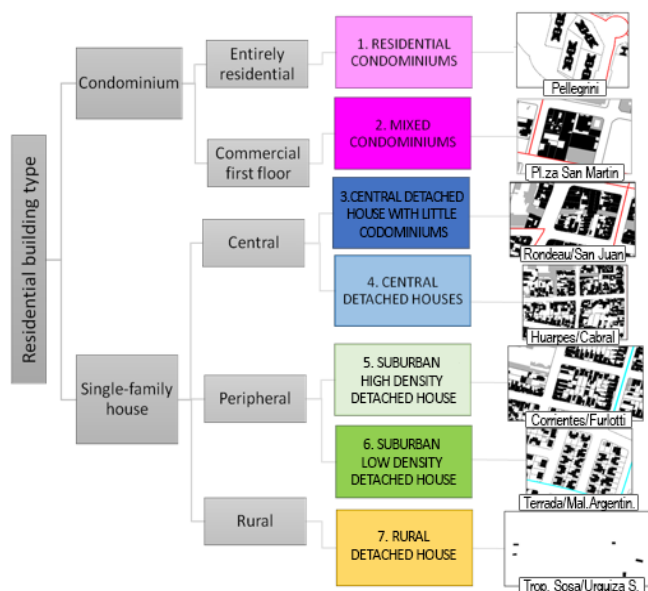 Residential building type
Condominium
Entirely
residential
1. RESIDENTIAL
CONDOMINIUMS
Pellegrini
Commercial
first floor
2. MIXED
CONDOMINIUMS
Pl.za San Martin
Single-family
house
Central
3.CENTRAL DETACHED
HOUSE WITH LITTLE
CODOMINIUMS
Rondeau/San Juan
4. CENTRAL
DETACHED HOUSES
Huarpes/Cabral
Peripheral
5. SUBURBAN
HIGH DENSITY
DETACHED HOUSE
Corrientes/Furlotti
6. SUBURBAN
LOW DENSITY
DETACHED HOUSE
Terrada/Mal.Argentin.
Rural
7. RURAL
DETACHED HOUSE
Trop. Sosa/Urquiza S.